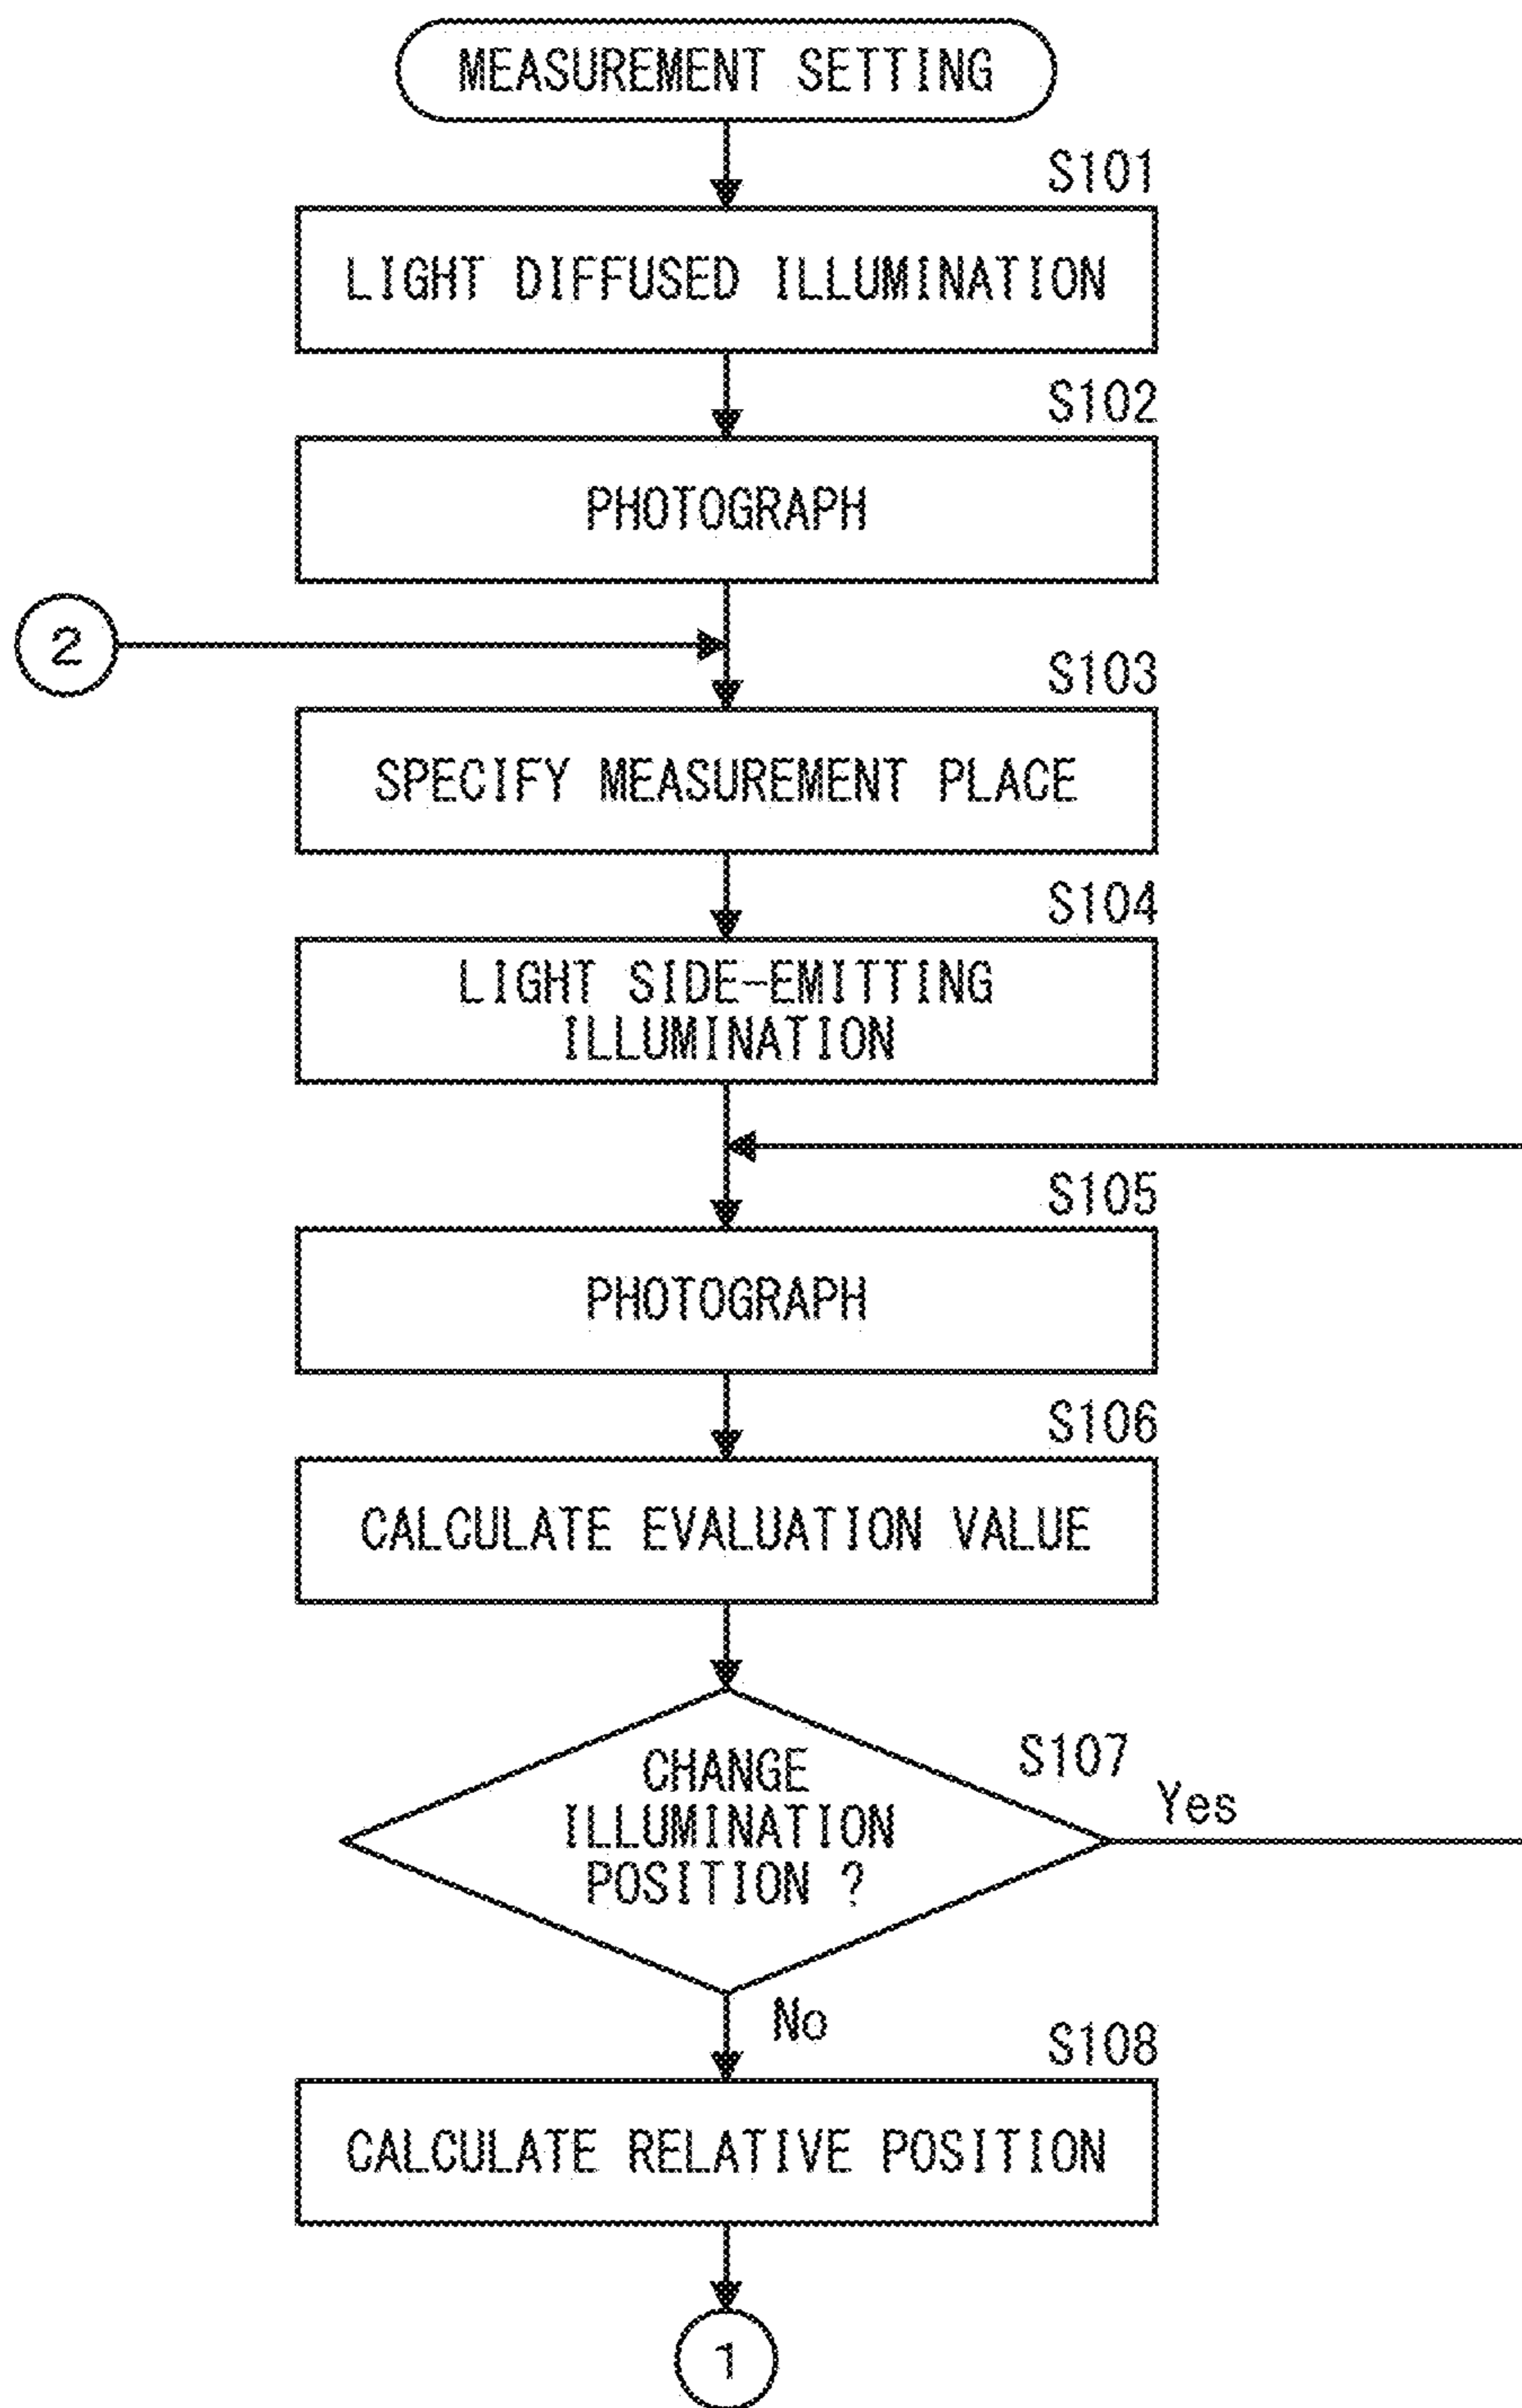 MEASUREMENT SETTING
S101
LIGHT DIFFUSED ILLUMINATION
S102
PHOTOGRAPH
2
S103
SPECIFY MEASUREMENT PLACE
S104
LIGHT SIDE-EMITTING
ILLUMINATION
S105
PHOTOGRAPH
S106
CALCULATE EVALUATION VALUE
S107
CHANGE
ILLUMINATION
POSITION ?
Yes
No
S108
CALCULATE RELATIVE POSITION
1